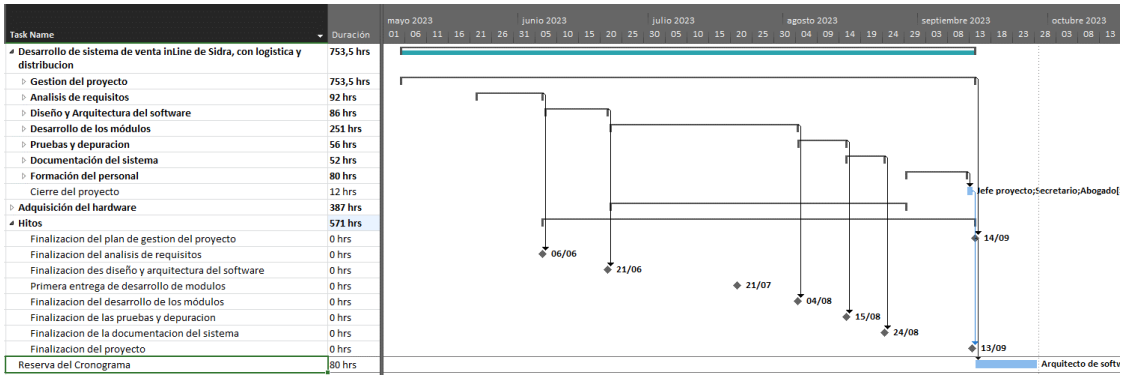 mayo 2023 junio 2023 julio 2023 agosto 2023 septiembre 2023 octubre 2023
Task Name Duración 01 06 11 16 21 26 31 05 10 15 20 25 30 05 10 15 20 25 30 04 09 14 19 24 29 03 08 13 18 23 28 03 08 13
Desarrollo de sistema de venta inLine de Sidra, con logistica y distribucion 753,5 hrs
Gestion del proyecto 753,5 hrs
Analisis de requisitos 92 hrs
Diseño y Arquitectura del software 86 hrs
Desarrollo de los módulos 251 hrs
Pruebas y depuracion 56 hrs
Documentación del sistema 52 hrs
Formación del personal 80 hrs
Cierre del proyecto 12 hrs Jefe proyecto;Secretario;Abogado[
Adquisición del hardware 387 hrs
Hitos 571 hrs
Finalizacion del plan de gestion del proyecto 0 hrs 14/09
Finalizacion del analisis de requisitos 0 hrs 06/06
Finalizacion des diseño y arquitectura del software 0 hrs 21/06
Primera entrega de desarrollo de modulos 0 hrs 21/07
Finalizacion del desarrollo de los módulos 0 hrs 04/08
Finalizacion de las pruebas y depuracion 0 hrs 15/08
Finalizacion de la documentacion del sistema 0 hrs 24/08
Finalizacion del proyecto 0 hrs 13/09
Reserva del Cronograma 80 hrs Arquitecto de softv